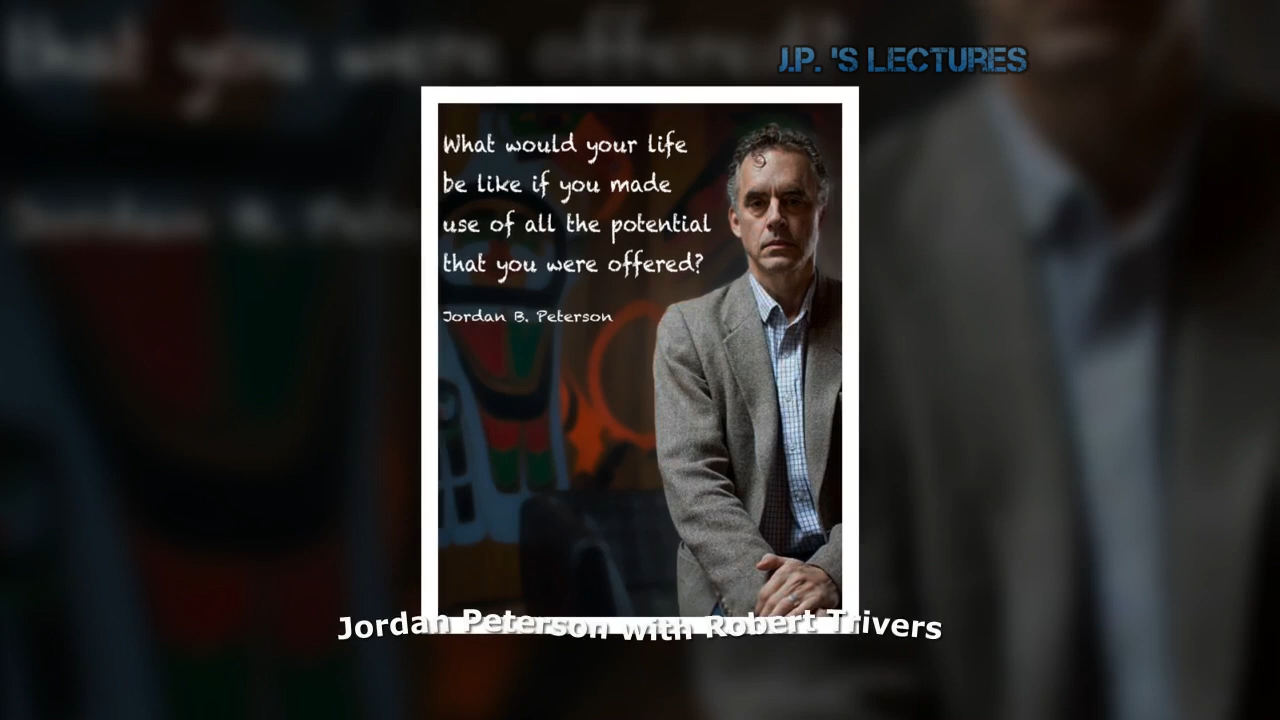 J.P. 'S LECTURES
What would your life
be like if you made
use of all the potential
that you were offered?
Jordan B. Peterson
Jordan Peterson with Robert Trivers